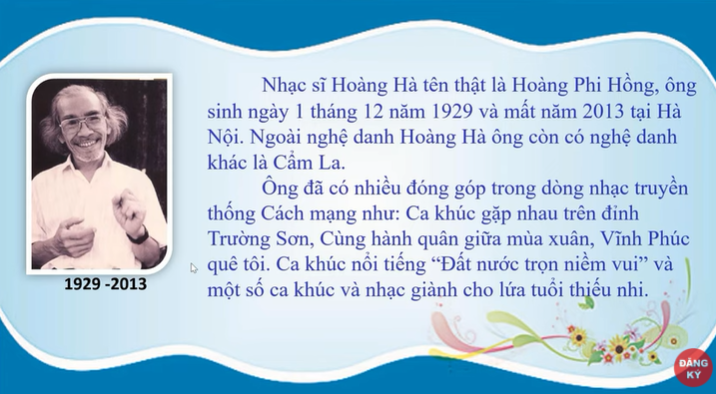 Nhạc sĩ Hoàng Hà tên thật là Hoàng Phi Hồng, ông
sinh ngày 1 tháng 12 năm 1929 và mất năm 2013 tại Hà
Nội. Ngoài nghệ danh Hoàng Hà ông còn có nghệ danh
khác là Cẩm La.
Ông đã có nhiều đóng góp trong dòng nhạc truyền
thống Cách mạng như: Ca khúc gặp nhau trên đỉnh
Trường Sơn, Cùng hành quân giữa mùa xuân, Vĩnh Phúc
quê tôi. Ca khúc nổi tiếng “Đất nước trọn niềm vui” và
một số ca khúc và nhạc giành cho lứa tuổi thiếu nhi.
1929 -2013
ĐĂNG
KÝ